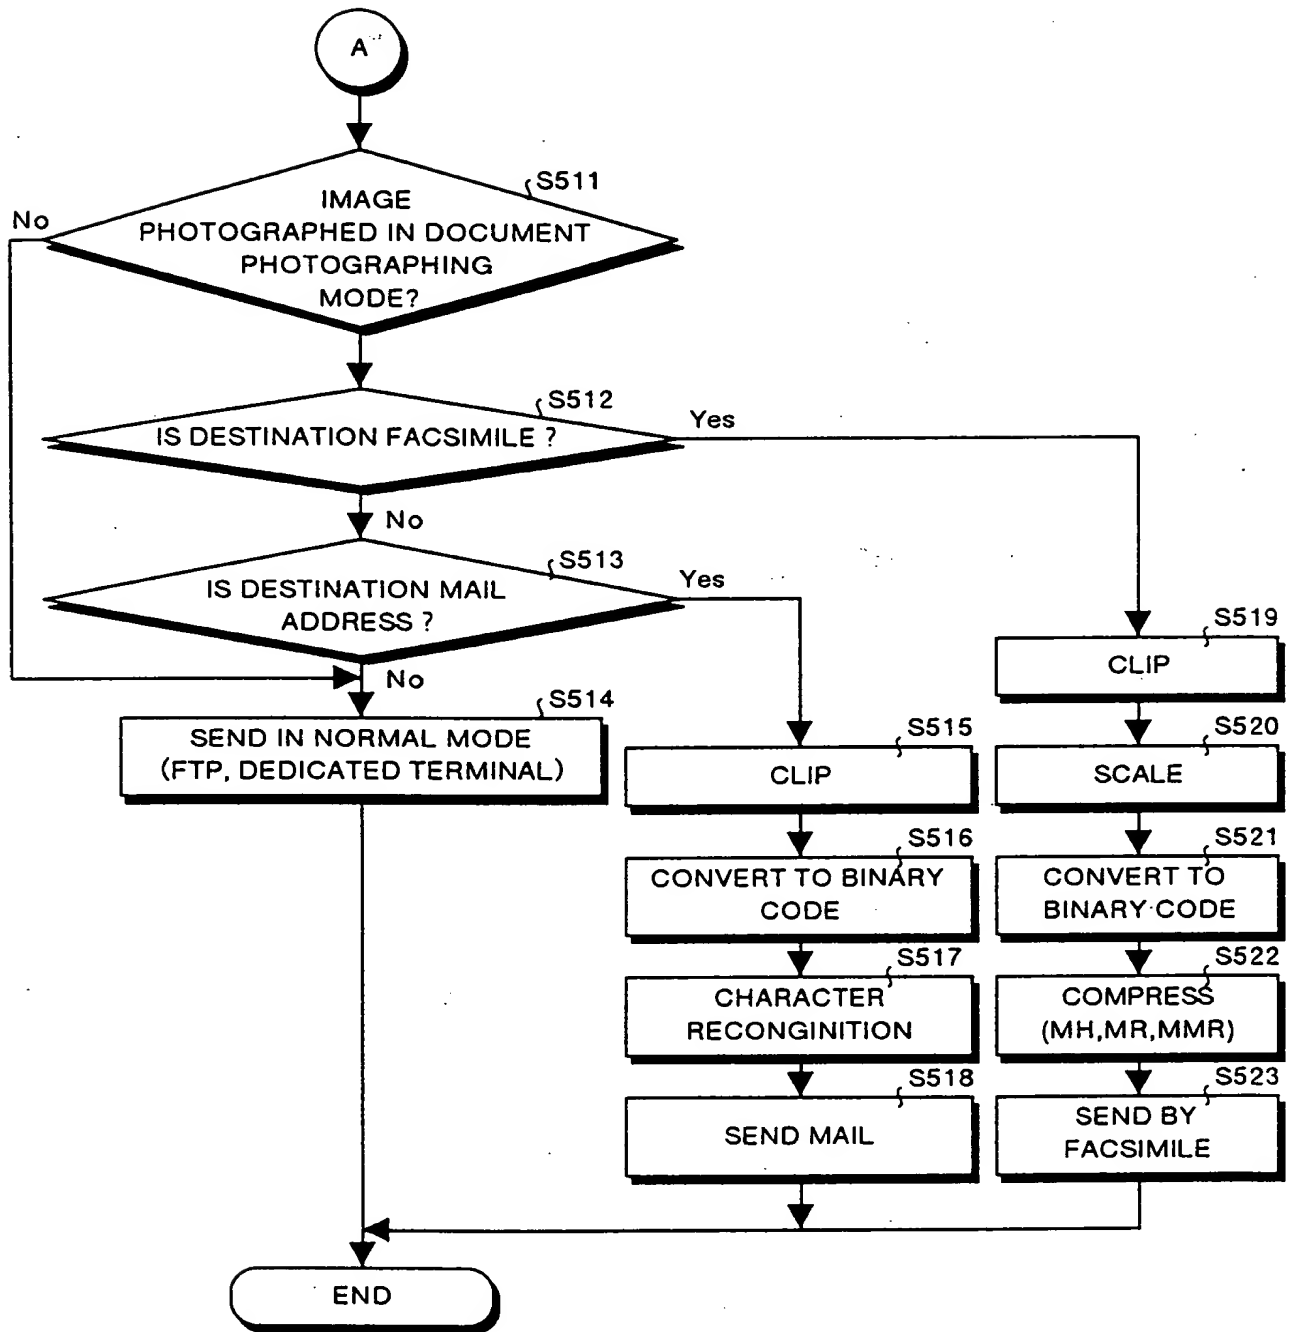 A
S511
IMAGE
PHOTOGRAPHED IN DOCUMENT
PHOTOGRAPHING
MODE?
No
S512
IS DESTINATION FACSIMILE ?
Yes
No
S513
IS DESTINATION MAIL
ADDRESS ?
Yes
No
S514
SEND IN NORMAL MODE
(FTP, DEDICATED TERMINAL)
S515
CLIP
S516
CONVERT TO BINARY
CODE
S517
CHARACTER
RECONGINITION
S518
SEND MAIL
S519
CLIP
S520
SCALE
S521
CONVERT TO
BINARY CODE
S522
COMPRESS
(MH,MR,MMR)
S523
SEND BY
FACSIMILE
END